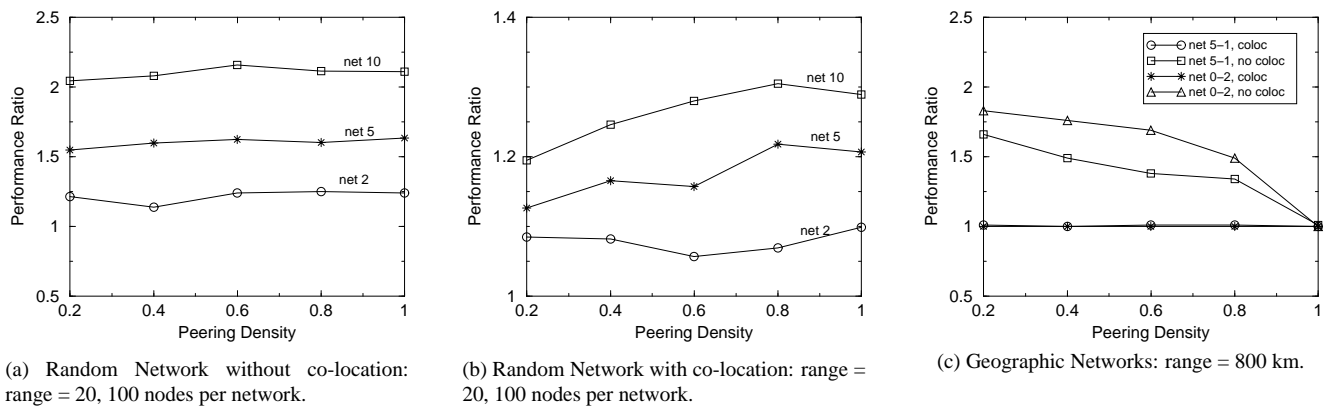 2.5
2
1.5
1
0.5
0.2
0.4
0.6
0.8
1
Performance Ratio
Peering Density
net 10
net 5
net 2
(a) Random Network without co-location:
range = 20, 100 nodes per network.
1.4
1.3
1.2
1.1
1
0.2
0.4
0.6
0.8
1
Performance Ratio
Peering Density
net 10
net 5
net 2
(b) Random Network with co-location: range =
20, 100 nodes per network.
2.5
2
1.5
1
0.5
0.2
0.4
0.6
0.8
1
Performance Ratio
Peering Density
net 5−1, coloc
net 5−1, no coloc
net 0−2, coloc
net 0−2, no coloc
(c) Geographic Networks: range = 800 km.